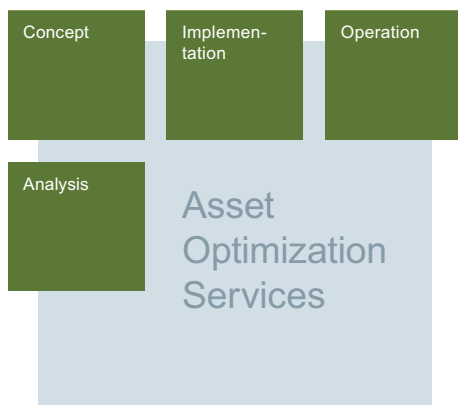 Concept
Implemen-
tation
Operation
Analysis
Asset
Optimization
Services